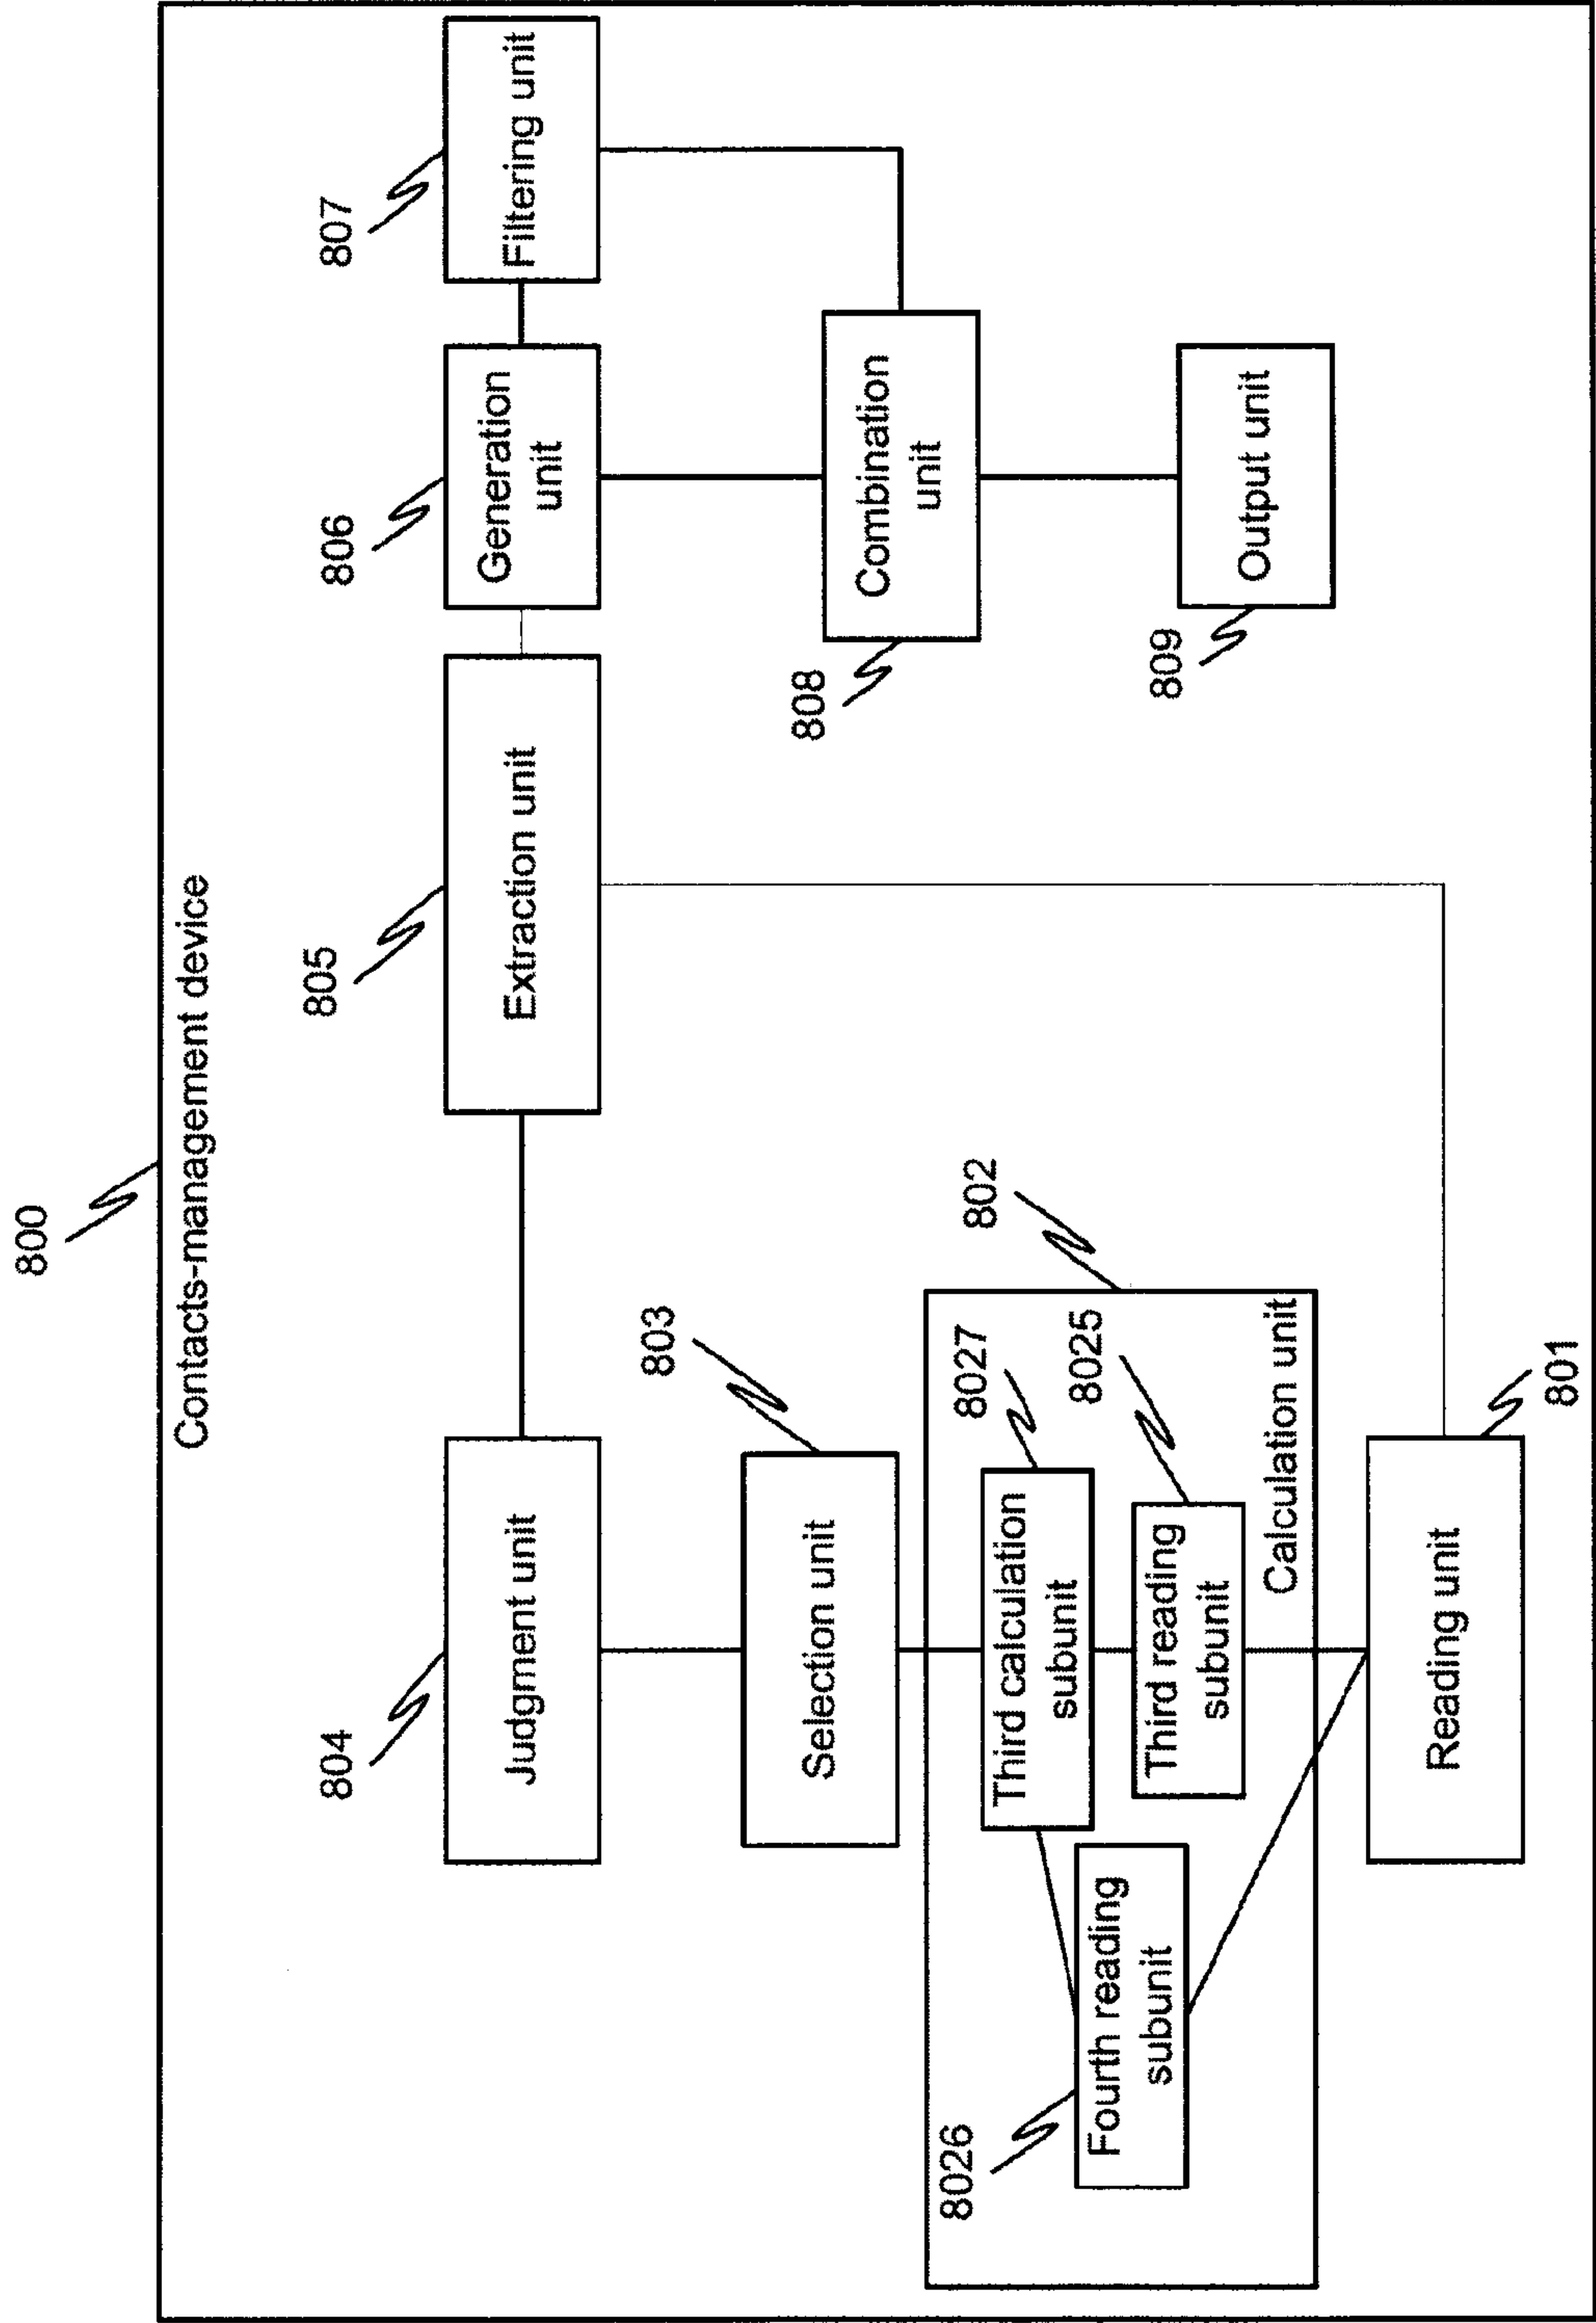 800
Contacts-management device
804
805
806
807
Judgment unit
Extraction unit
Generation
unit
Filtering unit
803
Selection unit
808
Combination
unit
802
8027
8025
8026
Third calculation
subunit
Fourth reading
subunit
Third reading
subunit
Calculation unit
809
Output unit
801
Reading unit